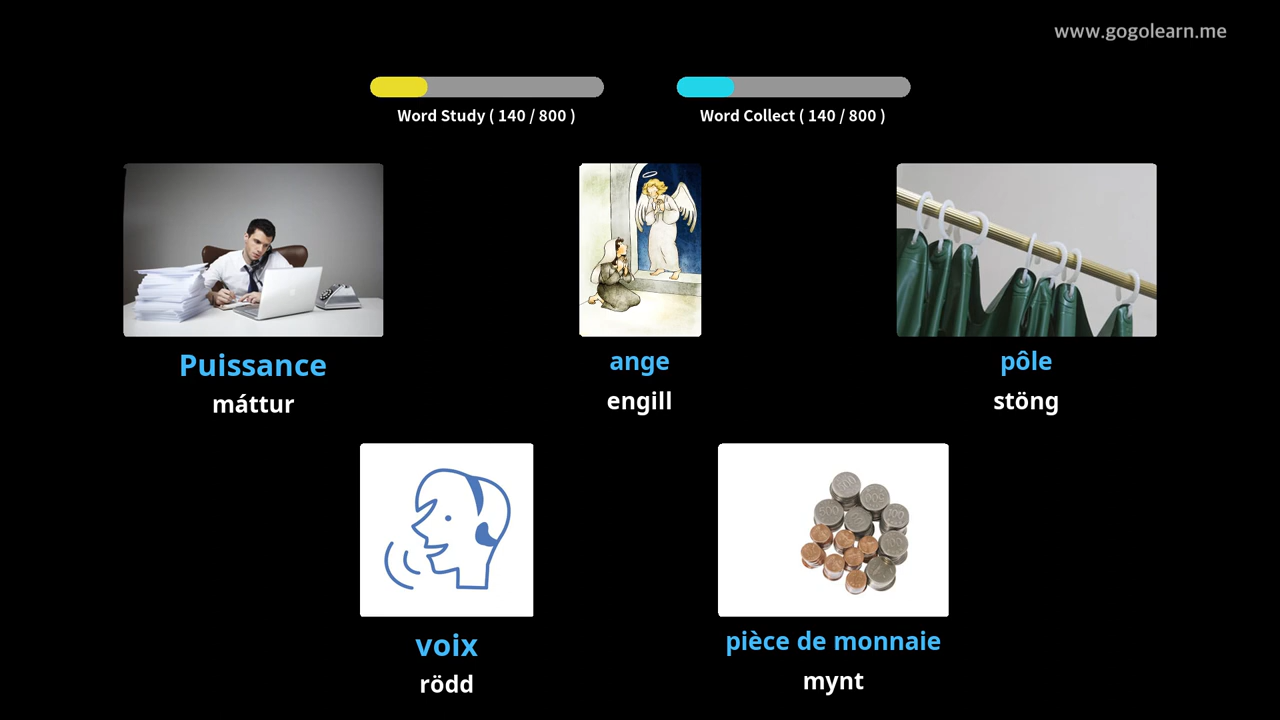 www.gogolearn.me
Word Study ( 140 / 800 )
Word Collect ( 140 / 800 )
Puissance
máttur
ange
engill
pôle
stöng
voix
rödd
pièce de monnaie
mynt